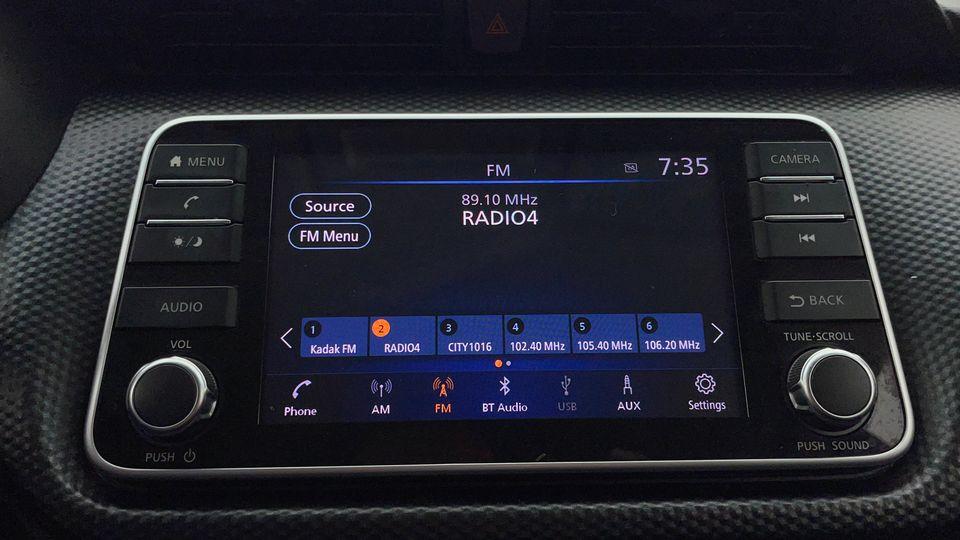 MENU
AUDIO
VOL
PUSH
FM
7:35
Source
FM Menu
89.10 MHz
RADIO4
1 Kadak FM
2 RADIO4
3 CITY1016
4 102.40 MHz
5 105.40 MHz
6 106.20 MHz
Phone
AM
FM
BT Audio
USB
AUX
Settings
CAMERA
BACK
TUNE·SCROLL
PUSH SOUND